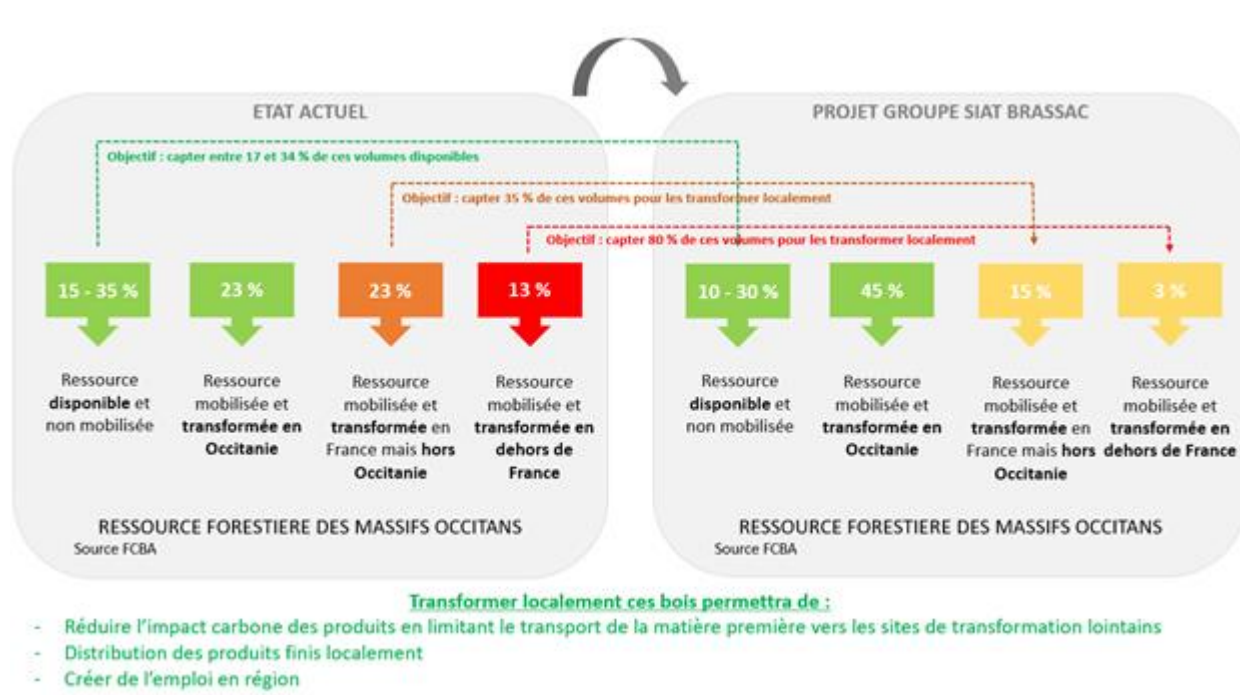 ETAT ACTUEL
Objectif : capter entre 17 et 34 % de ces volumes disponibles
Objectif : capter 35 % de ces volumes pour les transformer localement
Objectif : capter 80 % de ces volumes pour les transformer localement
15 - 35 %
Ressource
disponible et
non mobilisée
23 %
Ressource
mobilisée et
transformée en
Occitanie
23 %
Ressource
mobilisée et
transformée en
France mais hors
Occitanie
13 %
Ressource
mobilisée et
transformée en
dehors de
France
RESSOURCE FORESTIERE DES MASSIFS OCCITANS
Source FCBA
PROJET GROUPE SIAT BRASSAC
10 - 30 %
Ressource
disponible et
non mobilisée
45 %
Ressource
mobilisée et
transformée en
Occitanie
15 %
Ressource
mobilisée et
transformée en
France mais hors
Occitanie
3 %
Ressource
mobilisée et
transformée en
dehors de France
RESSOURCE FORESTIERE DES MASSIFS OCCITANS
Source FCBA
Transformer localement ces bois permettra de :
- Réduire l'impact carbone des produits en limitant le transport de la matière première vers les sites de transformation lointains
- Distribution des produits finis localement
- Créer de l'emploi en région